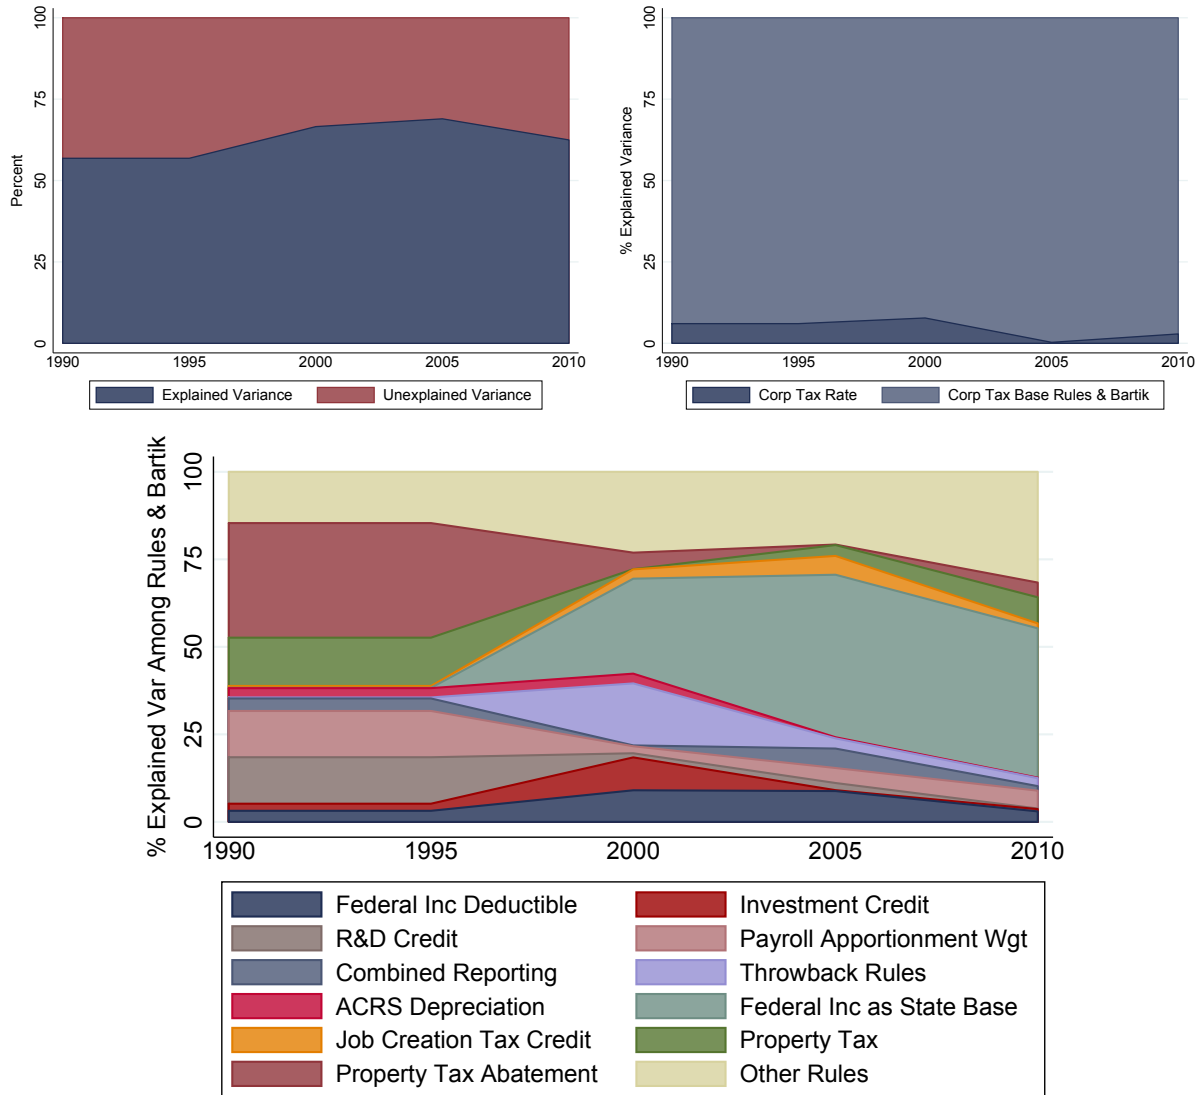 Percent
100
75
50
25
0
1990 1995 2000 2005 2010
Explained Variance Unexplained Variance
% Explained Variance
100
75
50
25
0
1990 1995 2000 2005 2010
Corp Tax Rate Corp Tax Base Rules & Bartik
% Explained Var Among Rules & Bartik
100
75
50
25
0
1990 1995 2000 2005 2010
Federal Inc Deductible Investment Credit
R&D Credit Payroll Apportionment Wgt
Combined Reporting Throwback Rules
ACRS Depreciation Federal Inc as State Base
Job Creation Tax Credit Property Tax
Property Tax Abatement Other Rules